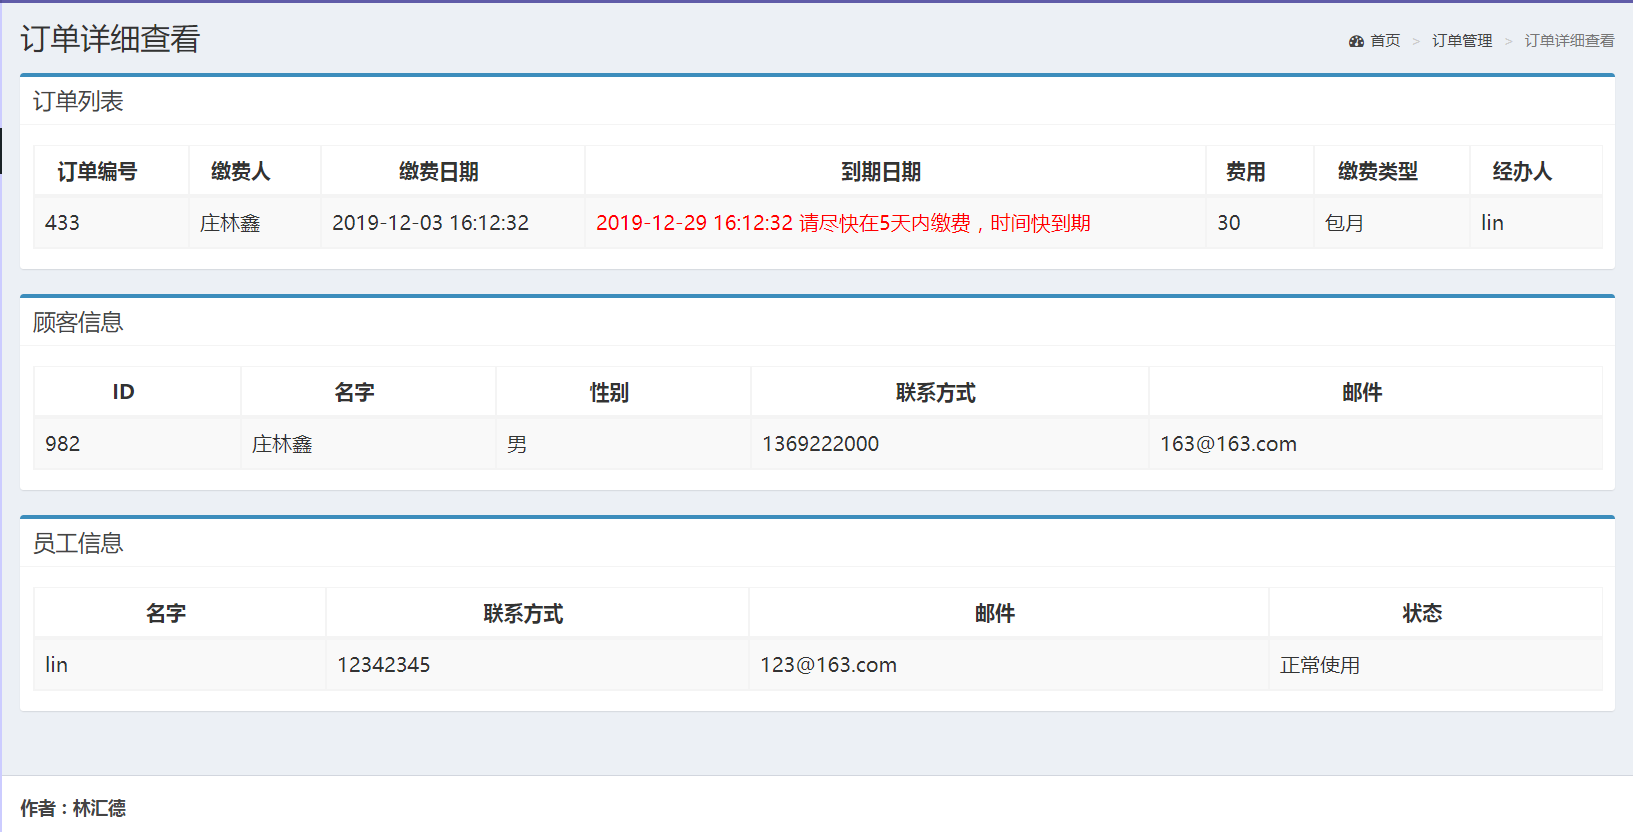 订单详细查看
首页 > 订单管理 > 订单详细查看
订单列表
订单编号 缴费人 缴费日期 到期日期 费用 缴费类型 经办人
433 庄林鑫 2019-12-03 16:12:32 2019-12-29 16:12:32 请尽快在5天内缴费，时间快到期 30 包月 lin
顾客信息
ID 名字 性别 联系方式 邮件
982 庄林鑫 男 1369222000 163@163.com
员工信息
名字 联系方式 邮件 状态
lin 12342345 123@163.com 正常使用
作者：林汇德